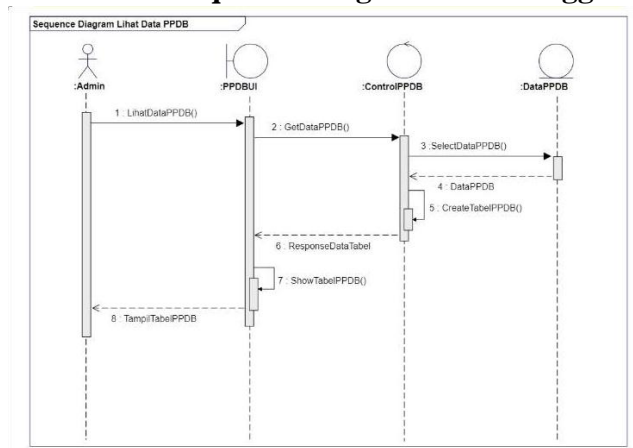 Sequence Diagram Lihat Data PPDB
:Admin
:PPDBUI
:ControlPPDB
:DataPPDB
1 : LihatDataPPDB()
2 : GetDataPPDB()
3 :SelectDataPPDB()
4 : DataPPDB
5 : CreateTabelPPDB()
6 : ResponseDataTabel
7 : ShowTabelPPDB()
8 : TampilTabelPPDB